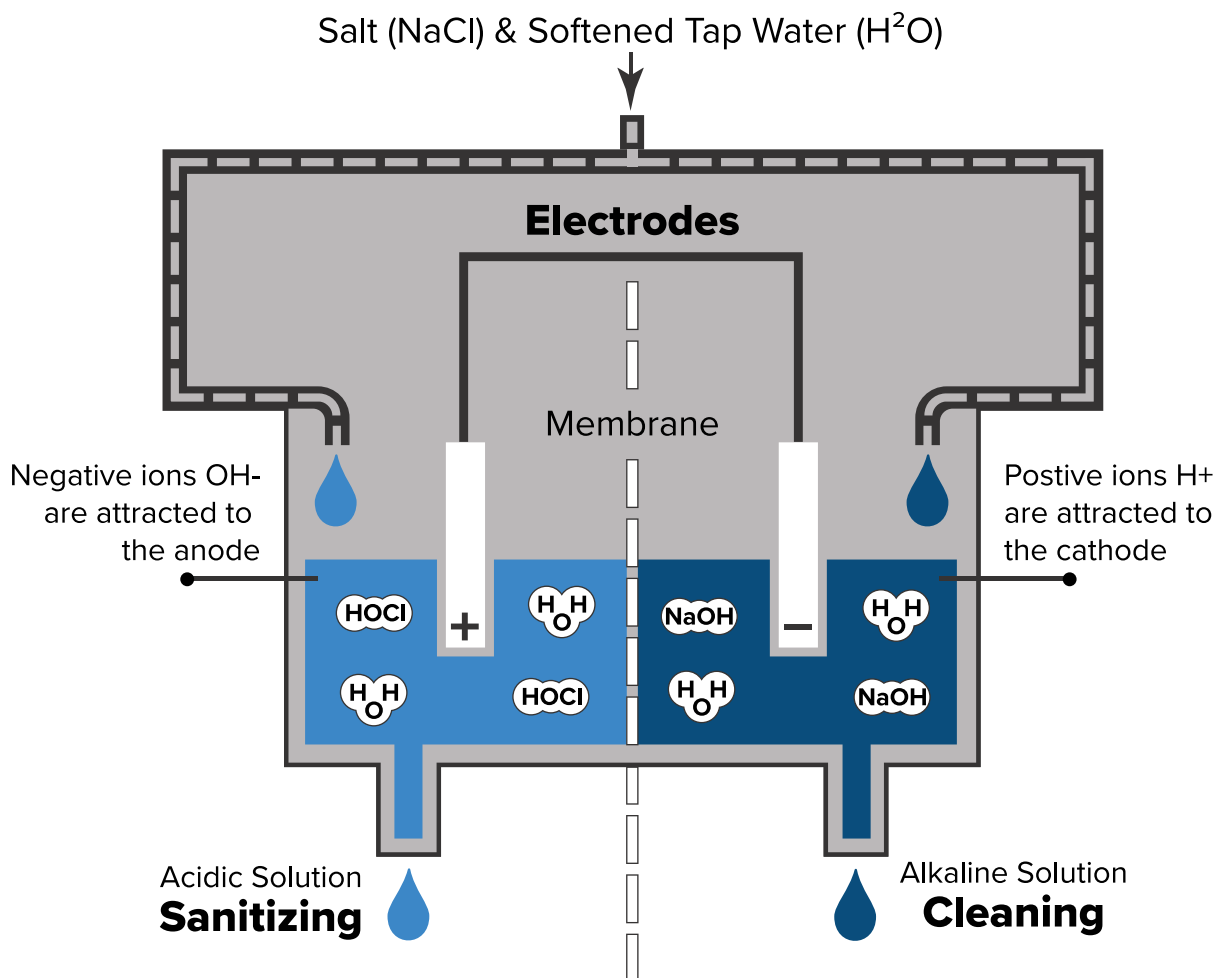 Salt (NaCl) & Softened Tap Water (H²O)
Electrodes
Membrane
Negative ions OH-
are attracted to
the anode
Postive ions H+
are attracted to
the cathode
HOCl
H H
O
+
H H
O
HOCl
NaOH
H H
O
−
H H
O
NaOH
Acidic Solution
Sanitizing
Alkaline Solution
Cleaning